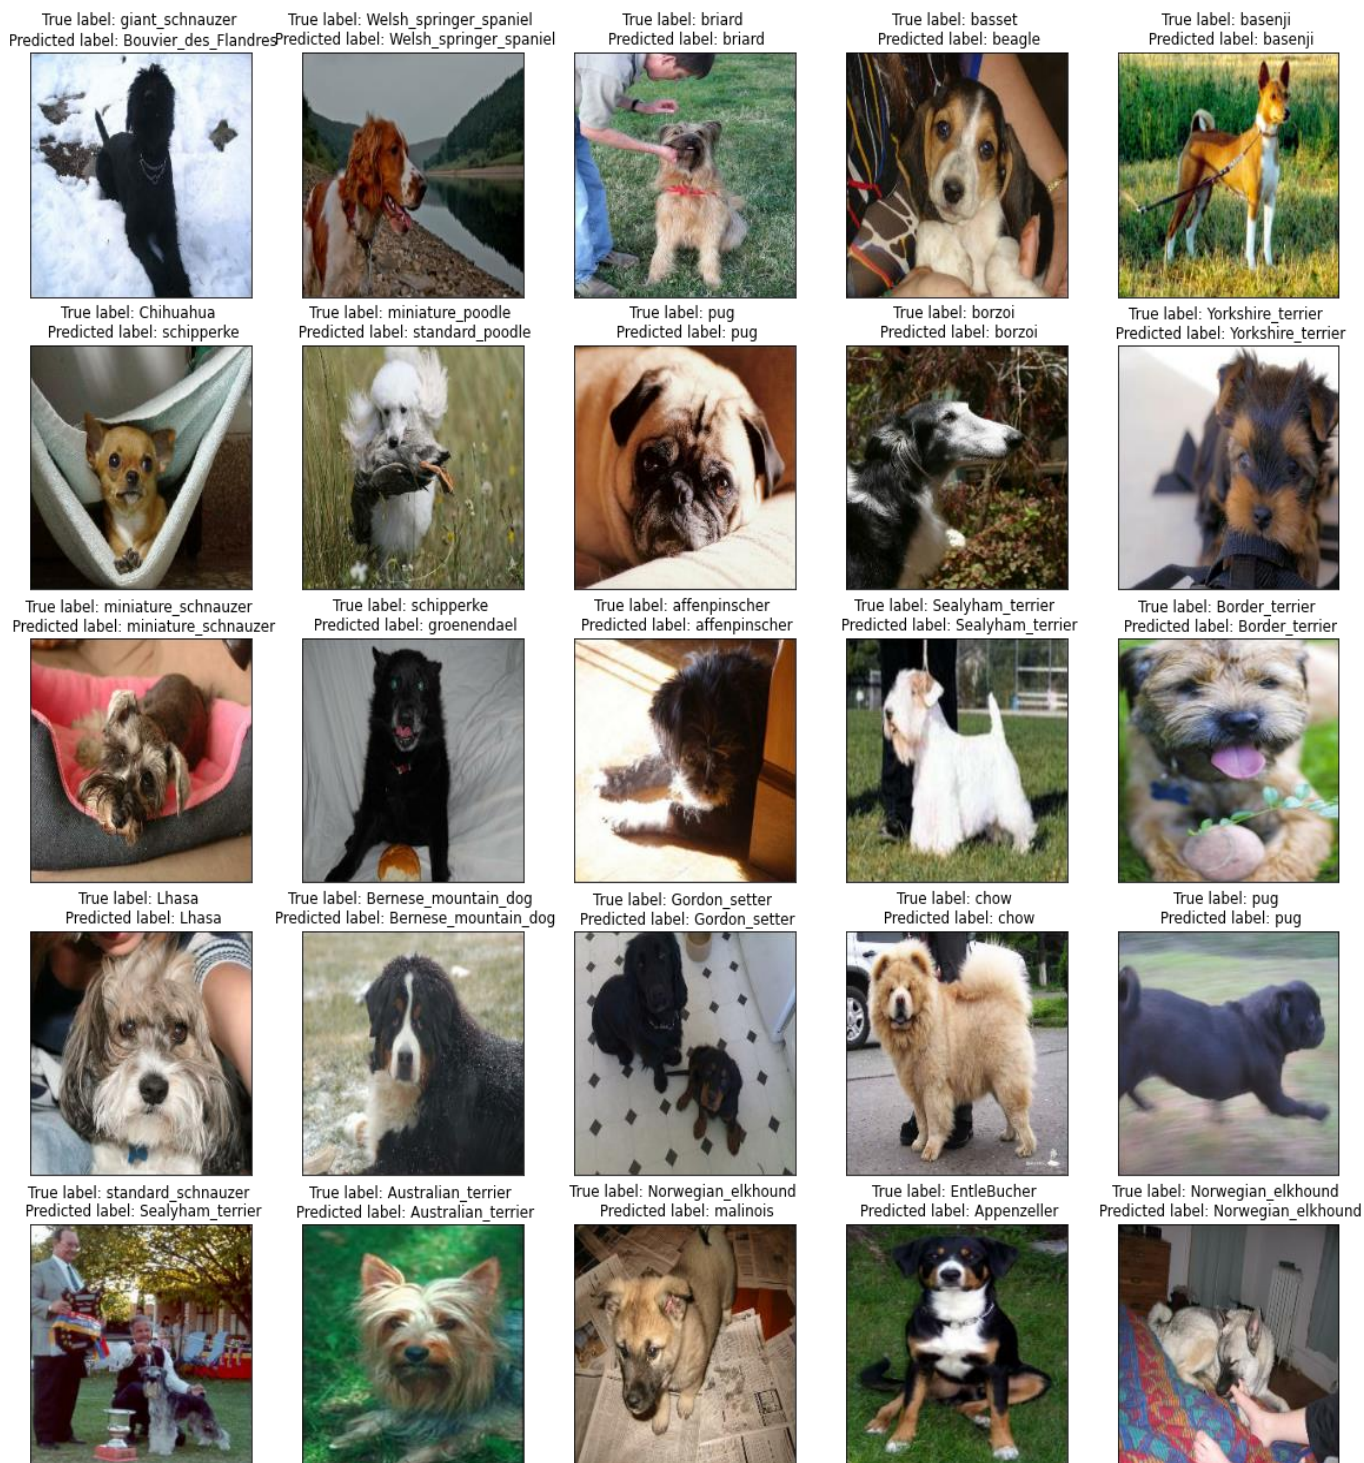 True label: giant_schnauzer
Predicted label: Bouvier_des_Flandres
True label: Welsh_springer_spaniel
Predicted label: Welsh_springer_spaniel
True label: briard
Predicted label: briard
True label: basset
Predicted label: beagle
True label: basenji
Predicted label: basenji
True label: Chihuahua
Predicted label: schipperke
True label: miniature_poodle
Predicted label: standard_poodle
True label: pug
Predicted label: pug
True label: borzoi
Predicted label: borzoi
True label: Yorkshire_terrier
Predicted label: Yorkshire_terrier
True label: miniature_schnauzer
Predicted label: miniature_schnauzer
True label: schipperke
Predicted label: groenendael
True label: affenpinscher
Predicted label: affenpinscher
True label: Sealyham_terrier
Predicted label: Sealyham_terrier
True label: Border_terrier
Predicted label: Border_terrier
True label: Lhasa
Predicted label: Lhasa
True label: Bernese_mountain_dog
Predicted label: Bernese_mountain_dog
True label: Gordon_setter
Predicted label: Gordon_setter
True label: chow
Predicted label: chow
True label: pug
Predicted label: pug
True label: standard_schnauzer
Predicted label: Sealyham_terrier
True label: Australian_terrier
Predicted label: Australian_terrier
True label: Norwegian_elkhound
Predicted label: malinois
True label: EntleBucher
Predicted label: Appenzeller
True label: Norwegian_elkhound
Predicted label: Norwegian_elkhound